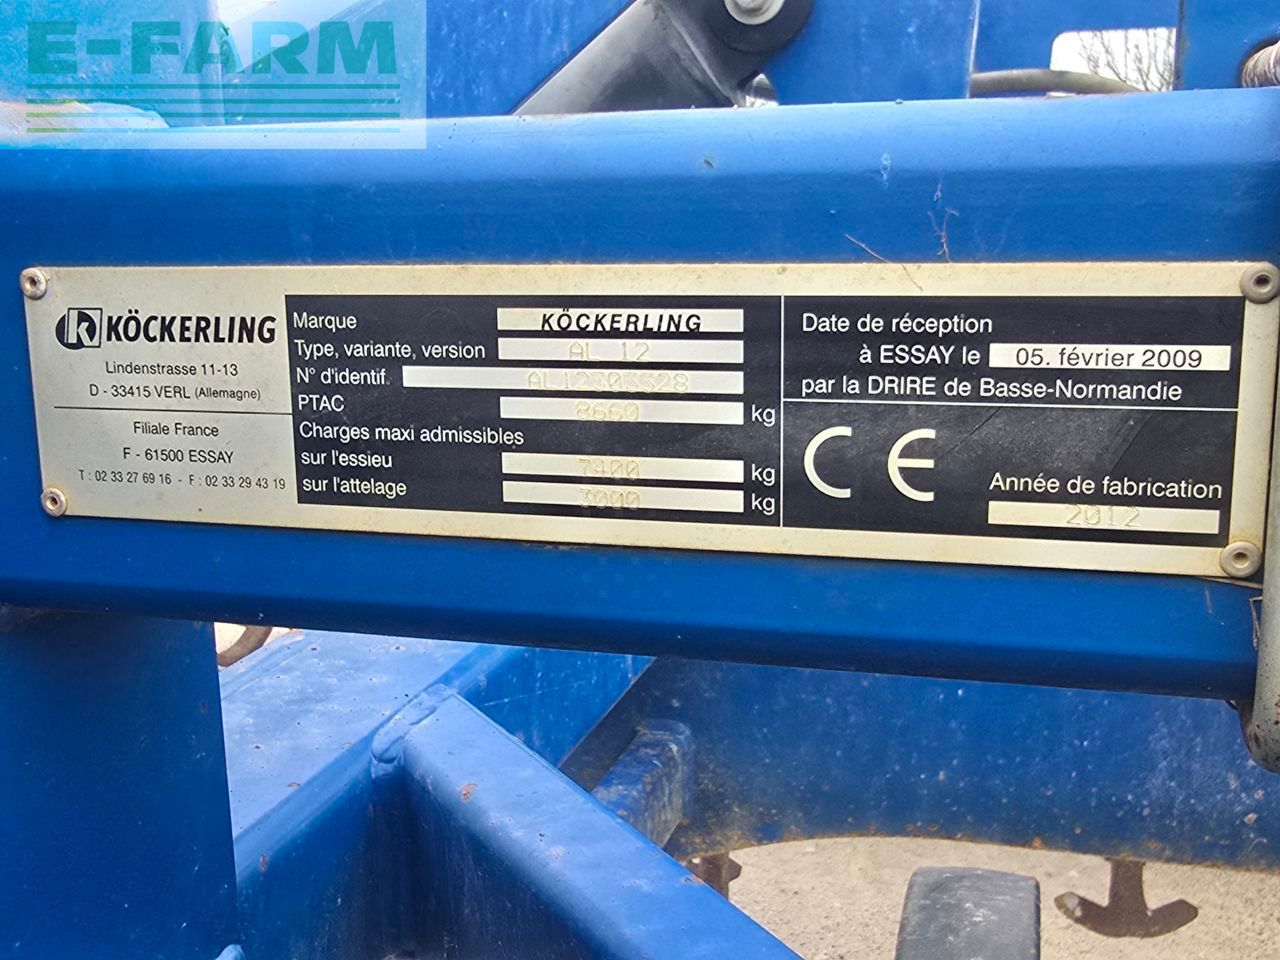 E-FARM
KÖCKERLING
Lindenstrasse 11-13
D - 33415 VERL (Allemagne)
Filiale France
F - 61500 ESSAY
T : 02 33 27 69 16 - F : 02 33 29 43 19
Marque KÖCKERLING
Type, variante, version AL 12
N° d'identif. AL12303328
PTAC 8660 kg
Charges maxi admissibles
sur l'essieu 7400 kg
sur l'attelage 3000 kg
Date de réception
à ESSAY le 05. février 2009
par la DRIRE de Basse-Normandie
CE
Année de fabrication
2012